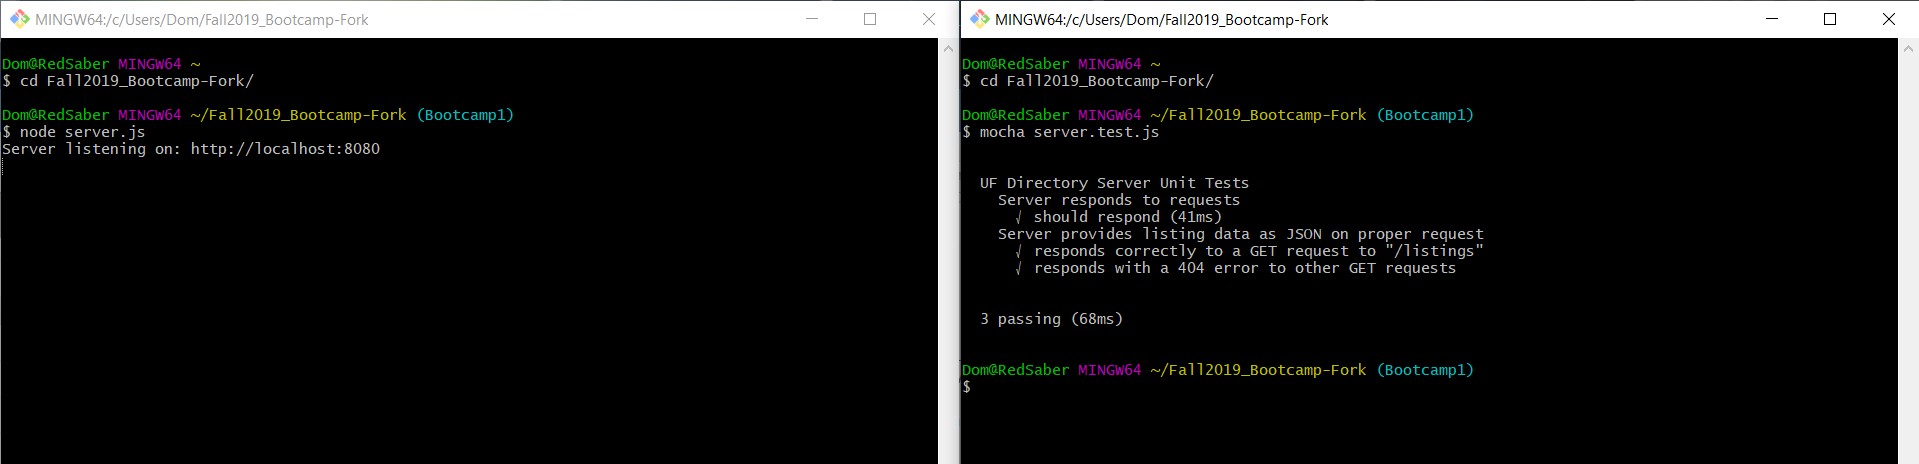 MINGW64:/c/Users/Dom/Fall2019_Bootcamp-Fork
Dom@RedSaber MINGW64 ~
$ cd Fall2019_Bootcamp-Fork/
Dom@RedSaber MINGW64 ~/Fall2019_Bootcamp-Fork (Bootcamp1)
$ node server.js
Server listening on: http://localhost:8080
MINGW64:/c/Users/Dom/Fall2019_Bootcamp-Fork
Dom@RedSaber MINGW64 ~
$ cd Fall2019_Bootcamp-Fork/
Dom@RedSaber MINGW64 ~/Fall2019_Bootcamp-Fork (Bootcamp1)
$ mocha server.test.js
UF Directory Server Unit Tests
Server responds to requests
√ should respond (41ms)
Server provides listing data as JSON on proper request
√ responds correctly to a GET request to "/listings"
√ responds with a 404 error to other GET requests
3 passing (68ms)
Dom@RedSaber MINGW64 ~/Fall2019_Bootcamp-Fork (Bootcamp1)
$